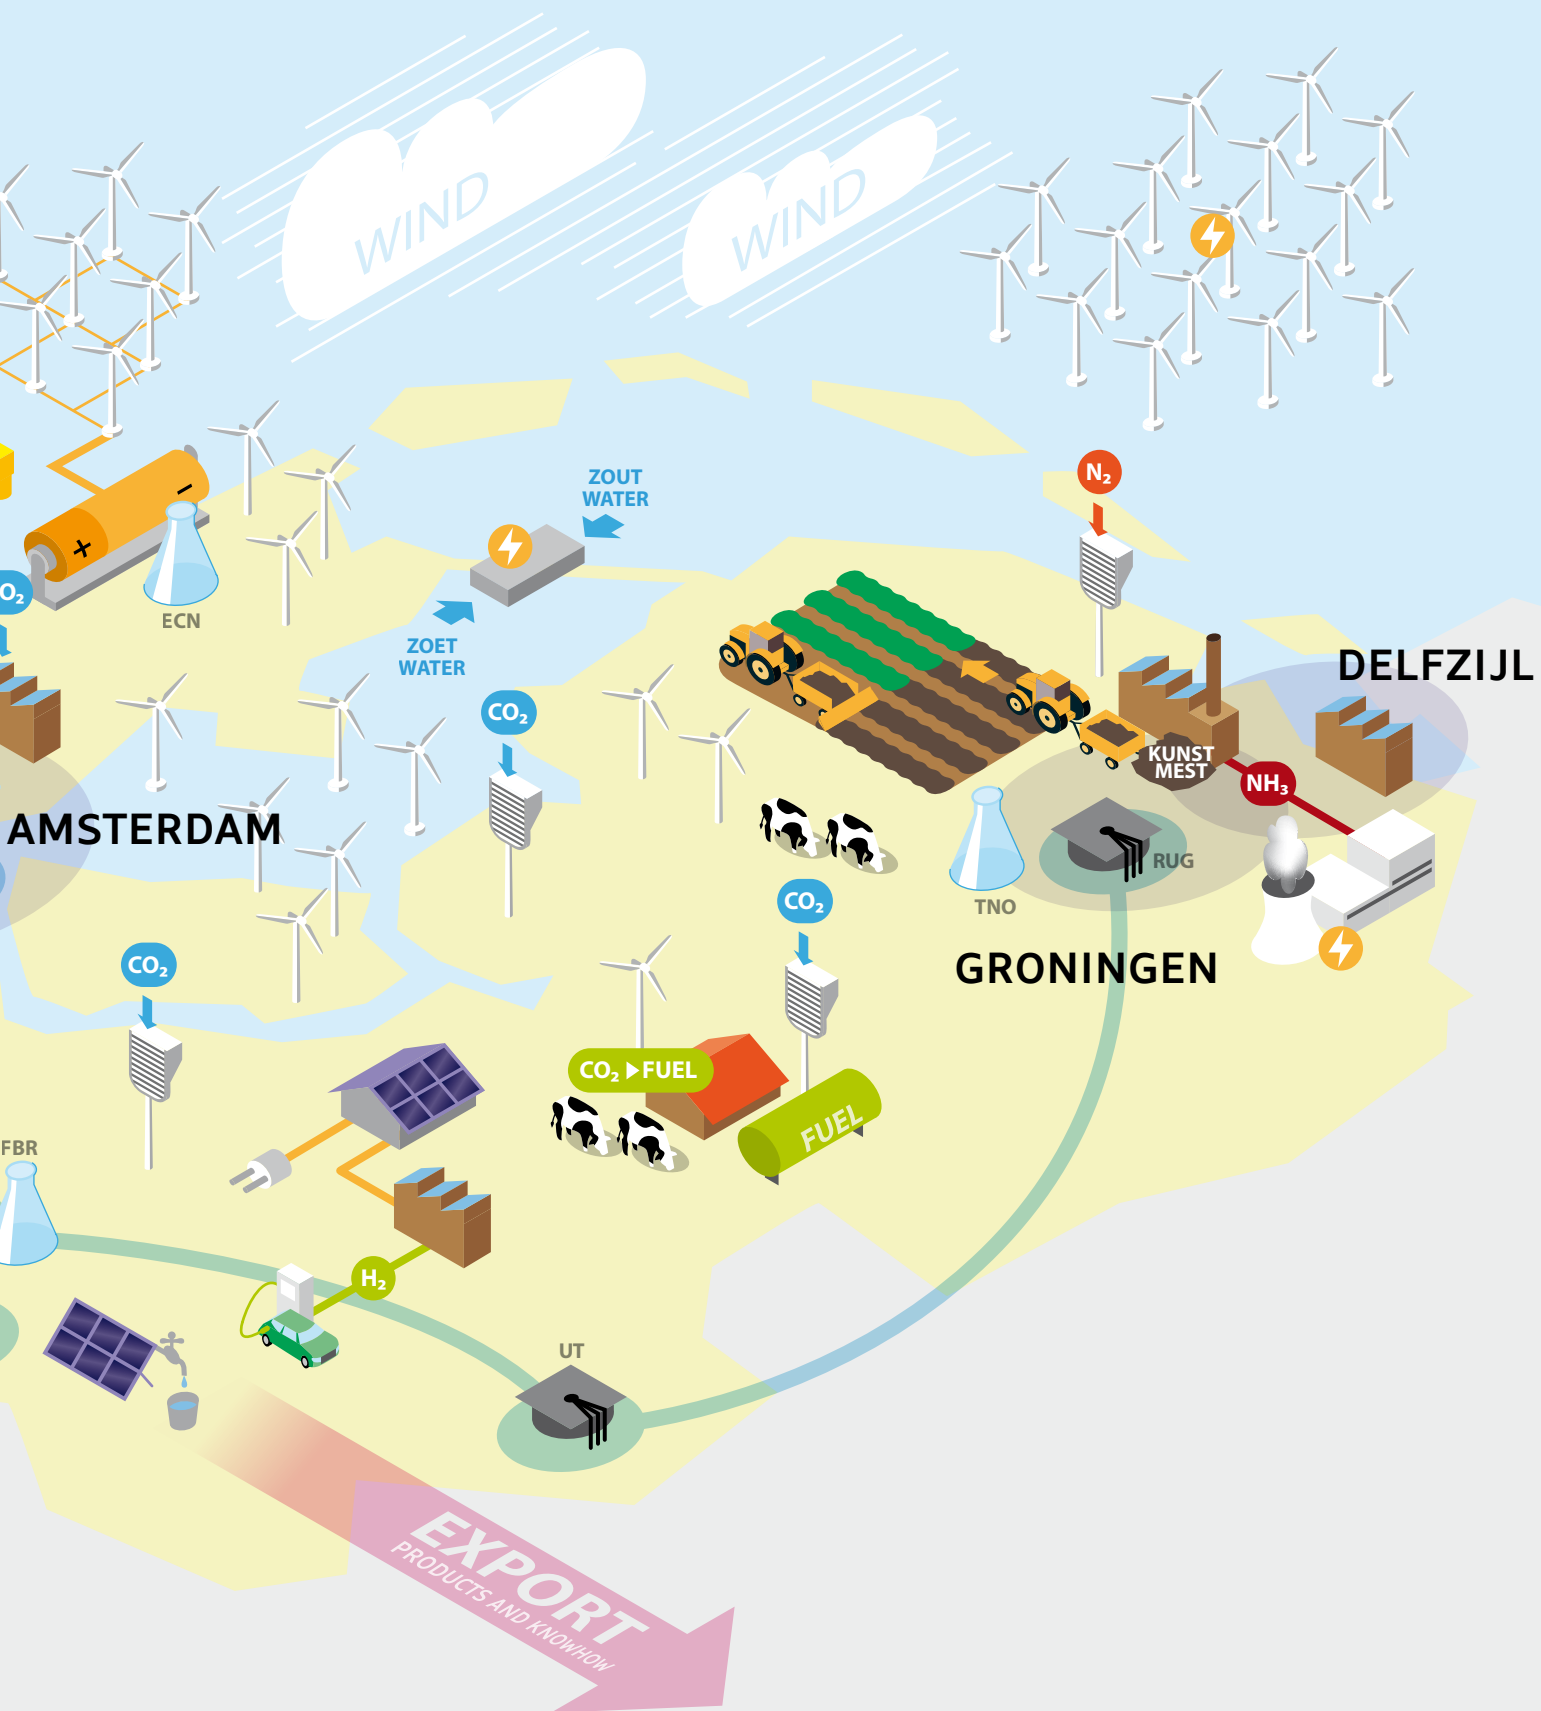 WIND
WIND
ZOUT
WATER
N₂
+
−
O₂
ECN
ZOET
WATER
DELFZIJL
CO₂
KUNST
MEST
NH₃
AMSTERDAM
RUG
TNO
CO₂
GRONINGEN
CO₂
CO₂ ▶ FUEL
FUEL
FBR
H₂
UT
EXPORT
PRODUCTS AND KNOWHOW